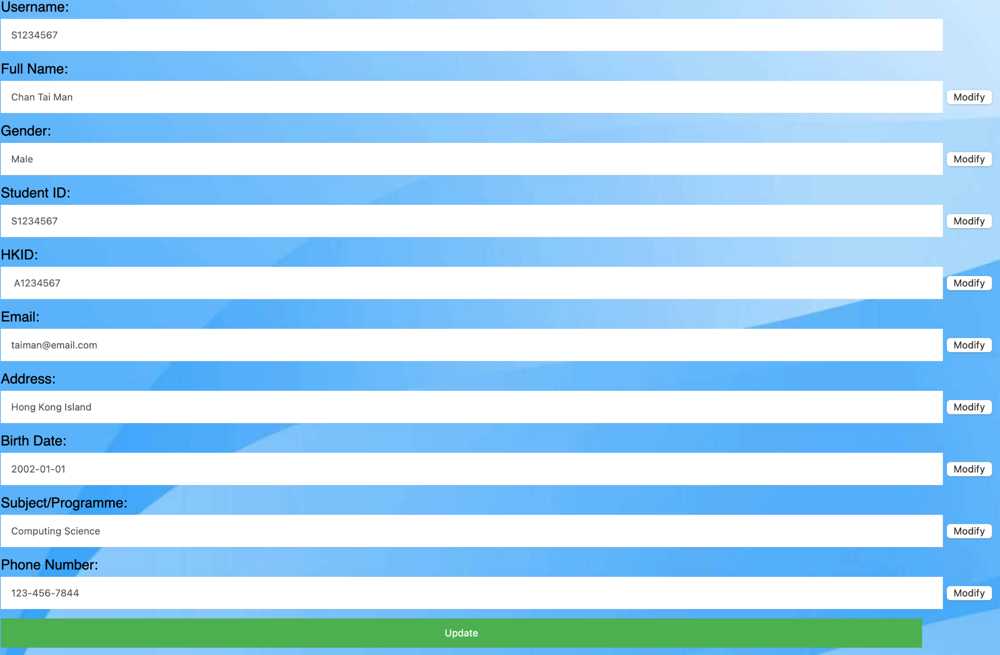 Username:
S1234567
Full Name:
Chan Tai Man
Modify
Gender:
Male
Modify
Student ID:
S1234567
Modify
HKID:
A1234567
Modify
Email:
taiman@email.com
Modify
Address:
Hong Kong Island
Modify
Birth Date:
2002-01-01
Modify
Subject/Programme:
Computing Science
Modify
Phone Number:
123-456-7844
Modify
Update